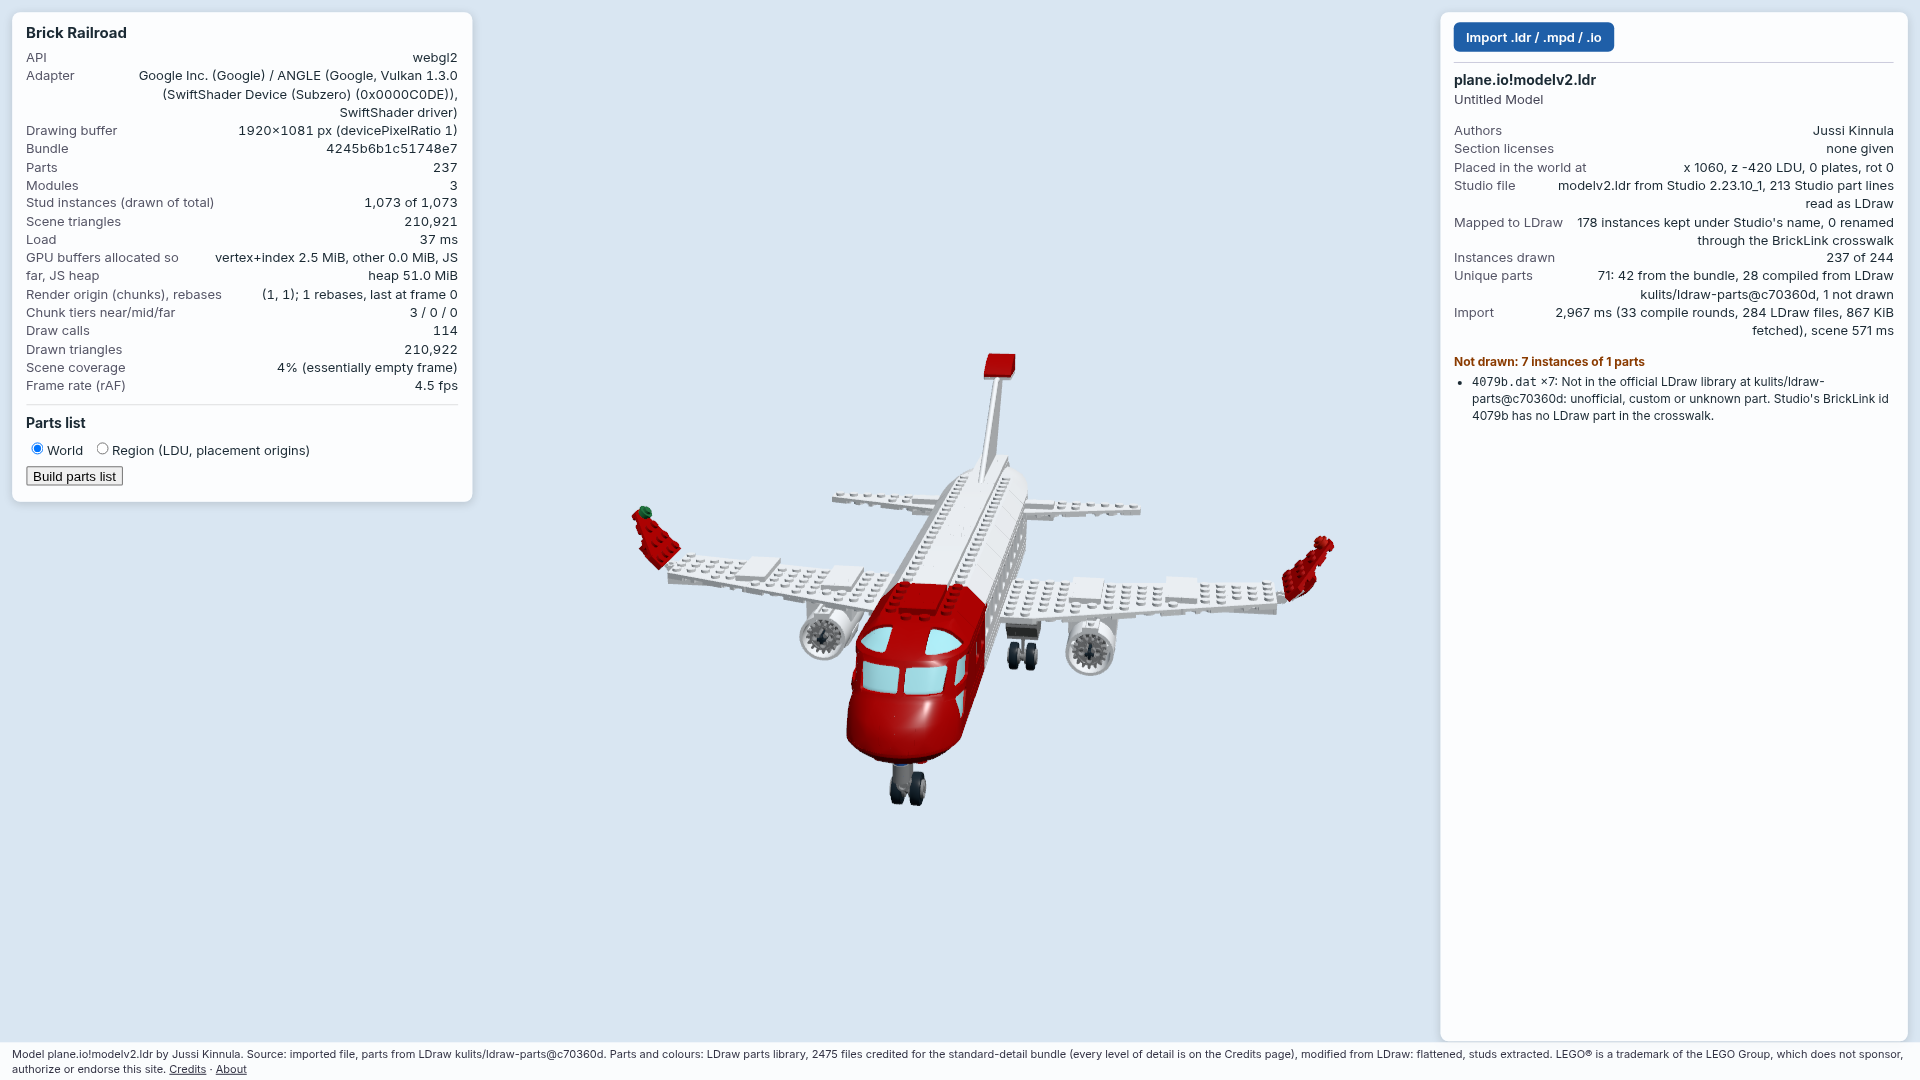 Brick Railroad
API webgl2
Adapter Google Inc. (Google) / ANGLE (Google, Vulkan 1.3.0
(SwiftShader Device (Subzero) (0x0000C0DE)),
SwiftShader driver)
Drawing buffer 1920×1081 px (devicePixelRatio 1)
Bundle 4245b6b1c51748e7
Parts 237
Modules 3
Stud instances (drawn of total) 1,073 of 1,073
Scene triangles 210,921
Load 37 ms
GPU buffers allocated so vertex+index 2.5 MiB, other 0.0 MiB, JS
far, JS heap heap 51.0 MiB
Render origin (chunks), rebases (1, 1); 1 rebases, last at frame 0
Chunk tiers near/mid/far 3 / 0 / 0
Draw calls 114
Drawn triangles 210,922
Scene coverage 4% (essentially empty frame)
Frame rate (rAF) 4.5 fps
Parts list
World Region (LDU, placement origins)
Build parts list
Import .ldr / .mpd / .io
plane.io!modelv2.ldr
Untitled Model
Authors Jussi Kinnula
Section licenses none given
Placed in the world at x 1060, z -420 LDU, 0 plates, rot 0
Studio file modelv2.ldr from Studio 2.23.10_1, 213 Studio part lines
read as LDraw
Mapped to LDraw 178 instances kept under Studio's name, 0 renamed
through the BrickLink crosswalk
Instances drawn 237 of 244
Unique parts 71: 42 from the bundle, 28 compiled from LDraw
kulits/ldraw-parts@c70360d, 1 not drawn
Import 2,967 ms (33 compile rounds, 284 LDraw files, 867 KiB
fetched), scene 571 ms
Not drawn: 7 instances of 1 parts
• 4079b.dat ×7: Not in the official LDraw library at kulits/ldraw-
parts@c70360d: unofficial, custom or unknown part. Studio's BrickLink id
4079b has no LDraw part in the crosswalk.
Model plane.io!modelv2.ldr by Jussi Kinnula. Source: imported file, parts from LDraw kulits/ldraw-parts@c70360d. Parts and colours: LDraw parts library, 2475 files credited for the standard-detail bundle (every level of detail is on the Credits page), modified from LDraw: flattened, studs extracted. LEGO® is a trademark of the LEGO Group, which does not sponsor,
authorize or endorse this site. Credits · About